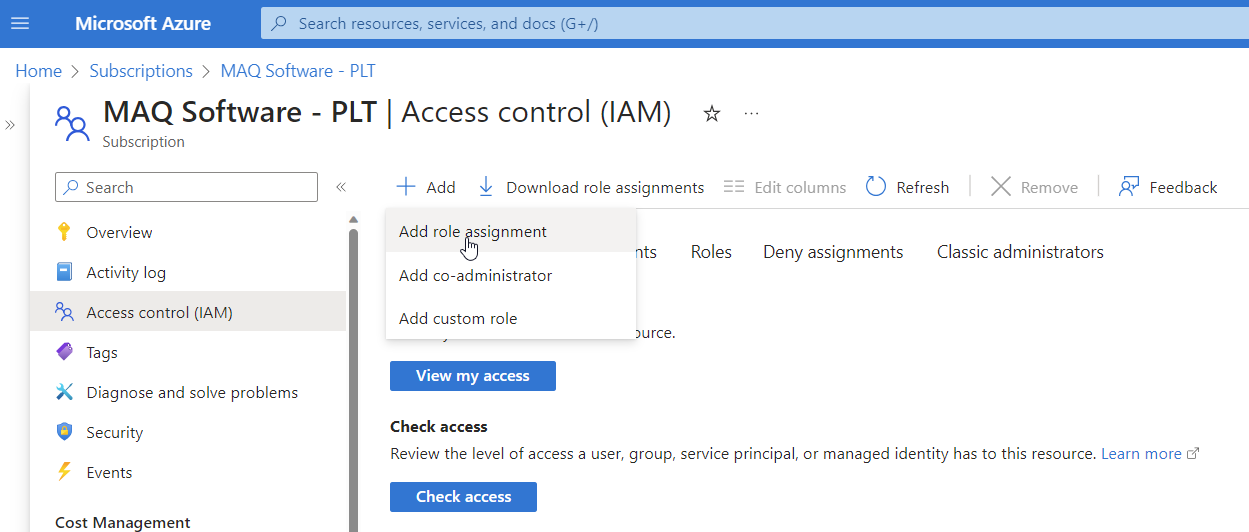 Microsoft Azure
Search resources, services, and docs (G+/)
Home > Subscriptions > MAQ Software - PLT
MAQ Software - PLT | Access control (IAM)
Subscription
Search
Add
Download role assignments
Edit columns
Refresh
Remove
Feedback
Overview
Activity log
Access control (IAM)
Tags
Diagnose and solve problems
Security
Events
Cost Management
Add role assignment
Add co-administrator
Add custom role
Roles
Deny assignments
Classic administrators
View my access
Check access
Review the level of access a user, group, service principal, or managed identity has to this resource. Learn more
Check access